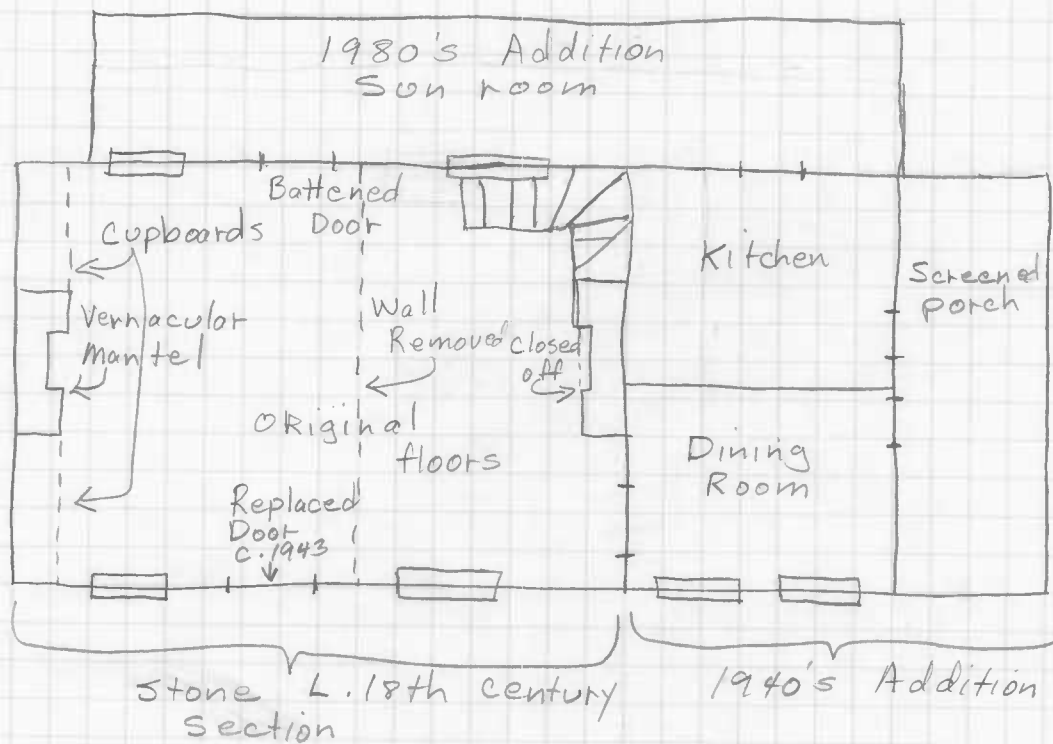 1980's Addition
Sun room
Battened
Door
Cupboards
Kitchen
Screened
porch
Vernacular
Mantel
Wall
Removed
closed
off
Original
floors
Dining
Room
Replaced
Door
c. 1943
Stone L. 18th Century
Section
1940's Addition